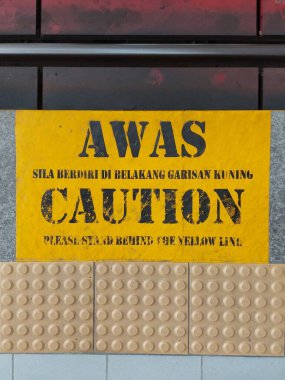 AWAS
SILA BERDIRI DI BELAKANG GARISAN KUNING
CAUTION
PLEASE STAND BEHIND THE YELLOW LINE